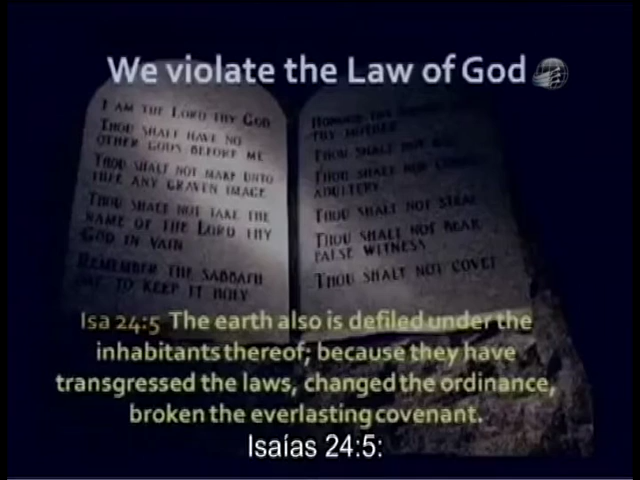 We violate the Law of God
I AM THE LORD THY GOD
THOU SHALT HAVE NO
OTHER GODS BEFORE ME
THOU SHALT NOT MAKE UNTO
THEE ANY GRAVEN IMAGE
THOU SHALT NOT TAKE THE
NAME OF THE LORD THY
GOD IN VAIN
REMEMBER THE SABBATH
DAY TO KEEP IT HOLY
HONOUR THY
THY MOTHER
THOU SHALT NOT
THOU SHALT NOT
ADULTERY
THOU SHALT NOT STEAL
THOU SHALT NOT BEAR
FALSE WITNESS
THOU SHALT NOT COVET
Isa 24:5 The earth also is defiled under the
inhabitants thereof; because they have
transgressed the laws, changed the ordinance,
broken the everlasting covenant.
Isaías 24:5: